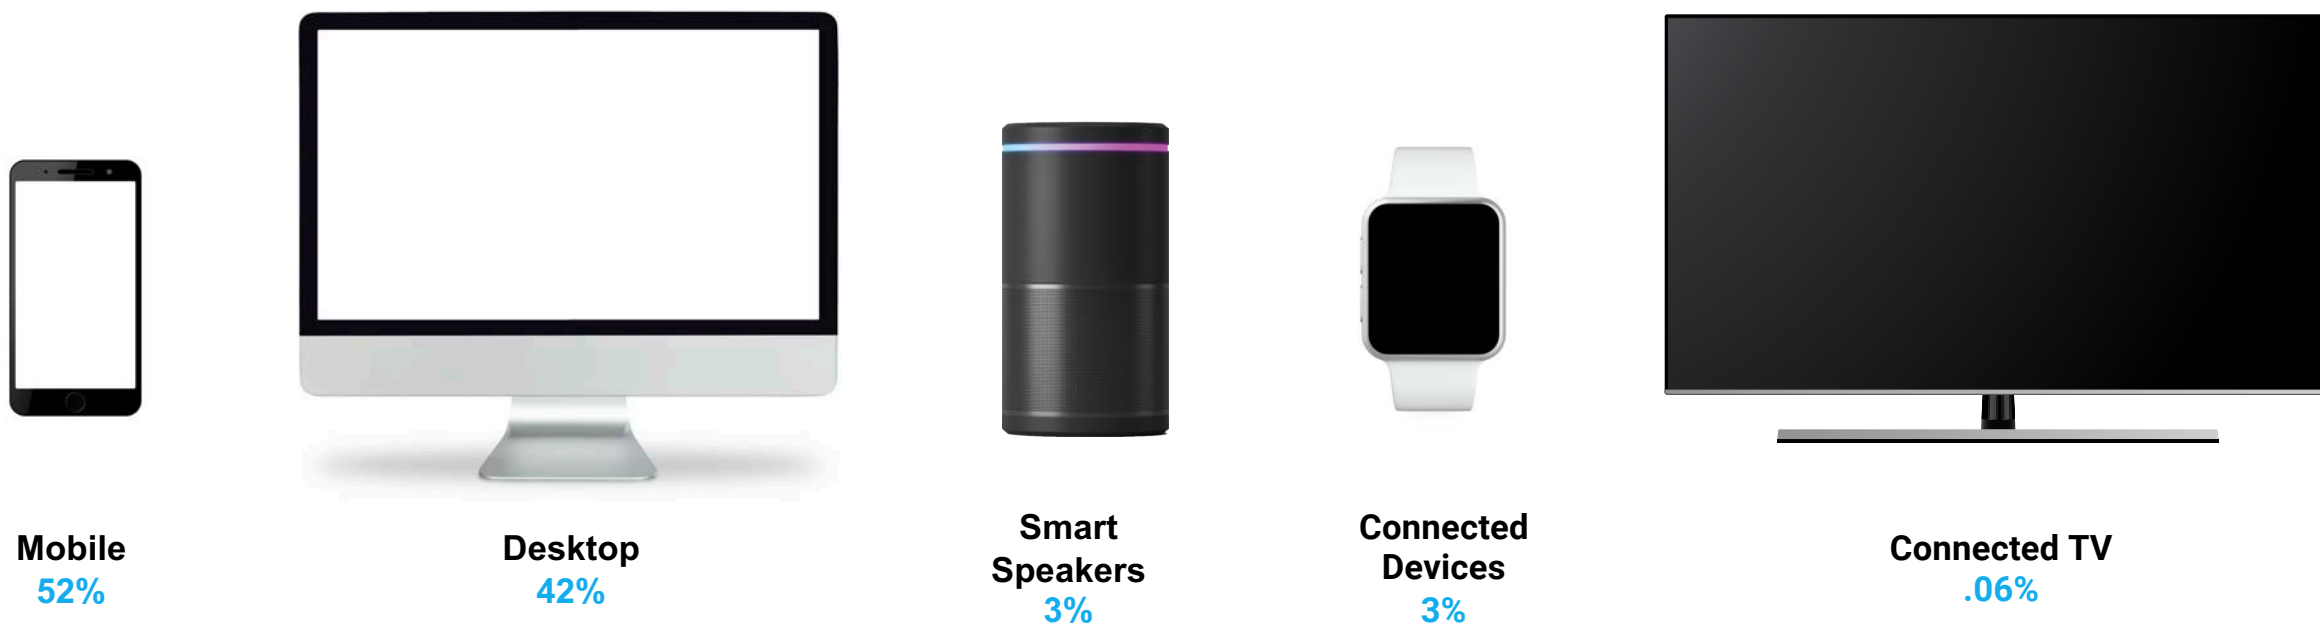 Mobile
52%
Desktop
42%
Smart
Speakers
3%
Connected
Devices
3%
Connected TV
.06%